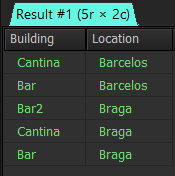 Result #1 (5r × 2c)
Building Location
Cantina Barcelos
Bar Barcelos
Bar2 Braga
Cantina Braga
Bar Braga